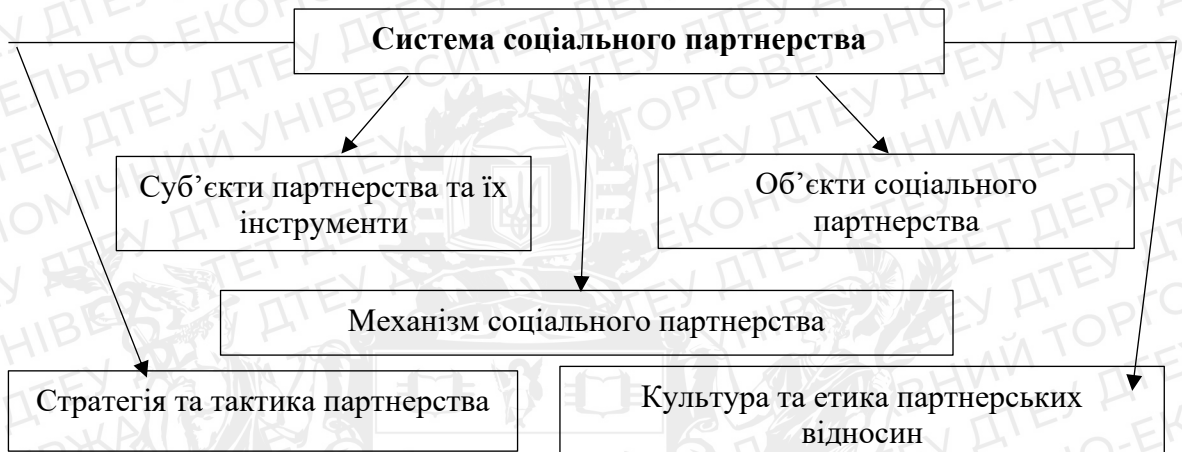 Система соціального партнерства
Суб’єкти партнерства та їх
інструменти
Об’єкти соціального
партнерства
Механізм соціального партнерства
Стратегія та тактика партнерства
Культура та етика партнерських
відносин